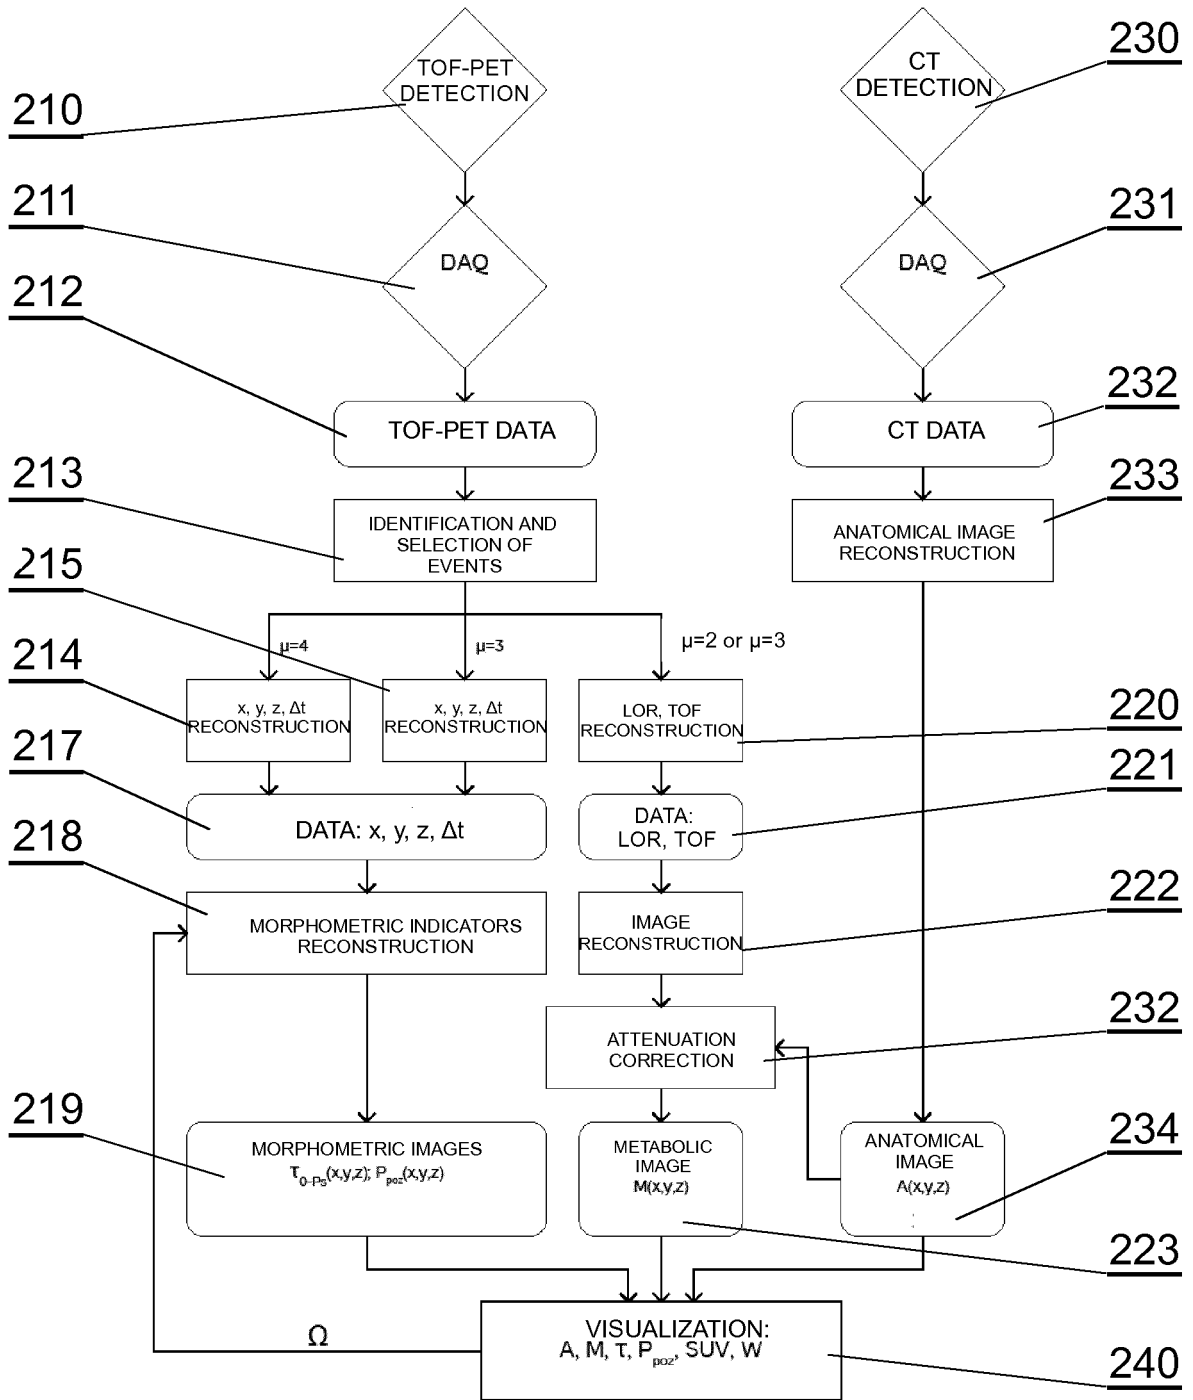 TOF-PET
DETECTION
CT
DETECTION
210
230
211
231
DAQ
DAQ
212
232
TOF-PET DATA
CT DATA
213
233
IDENTIFICATION AND
SELECTION OF
EVENTS
ANATOMICAL IMAGE
RECONSTRUCTION
215
μ=4
μ=3
μ=2 or μ=3
214
x, y, z, Δt
RECONSTRUCTION
x, y, z, Δt
RECONSTRUCTION
LOR, TOF
RECONSTRUCTION
220
217
221
DATA: x, y, z, Δt
DATA:
LOR, TOF
218
222
MORPHOMETRIC INDICATORS
RECONSTRUCTION
IMAGE
RECONSTRUCTION
232
ATTENUATION
CORRECTION
219
234
MORPHOMETRIC IMAGES
τ0-Ps(x,y,z); Ppoz(x,y,z)
METABOLIC
IMAGE
M(x,y,z)
ANATOMICAL
IMAGE
A(x,y,z)
223
Ω
VISUALIZATION:
A, M, τ, Ppoz, SUV, W
240